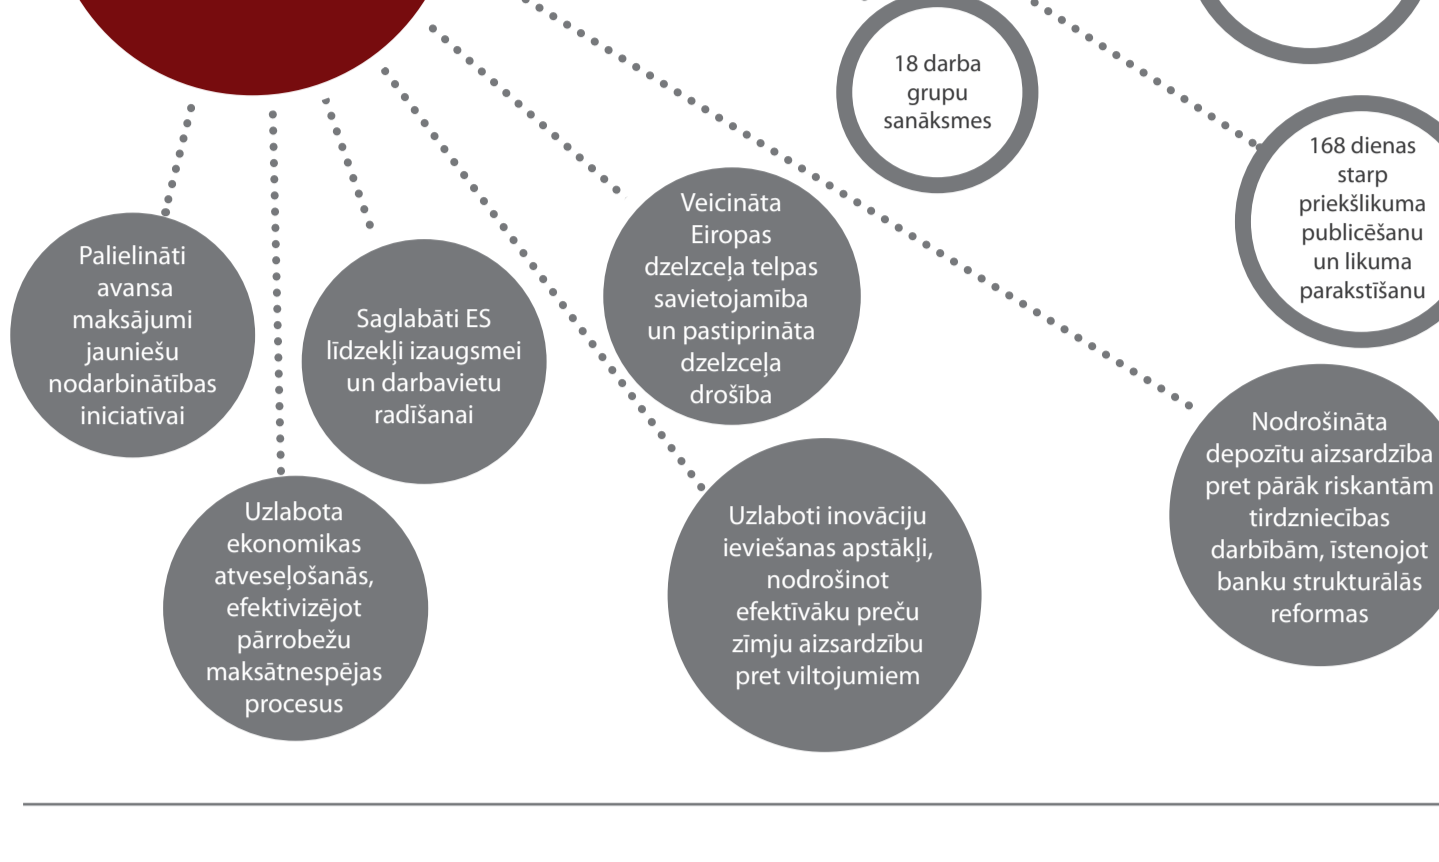 18 darba
grupu
sanāksmes
168 dienas
starp
priekšlikuma
publicēšanu
un likuma
parakstīšanu
Veicināta
Eiropas
dzelzceļa telpas
savietojamība
un pastiprināta
dzelzceļa
drošība
Palielināti
avansa
maksājumi
jauniešu
nodarbinātības
iniciatīvai
Saglabāti ES
līdzekļi izaugsmei
un darbavietu
radīšanai
Nodrošināta
depozītu aizsardzība
pret pārāk riskantām
tirdzniecības
darbībām, īstenojot
banku strukturālās
reformas
Uzlabota
ekonomikas
atveseļošanās,
efektivizējot
pārrobežu
maksātnespējas
procesus
Uzlaboti inovāciju
ieviešanas apstākļi,
nodrošinot
efektīvāku preču
zīmju aizsardzību
pret viltojumiem